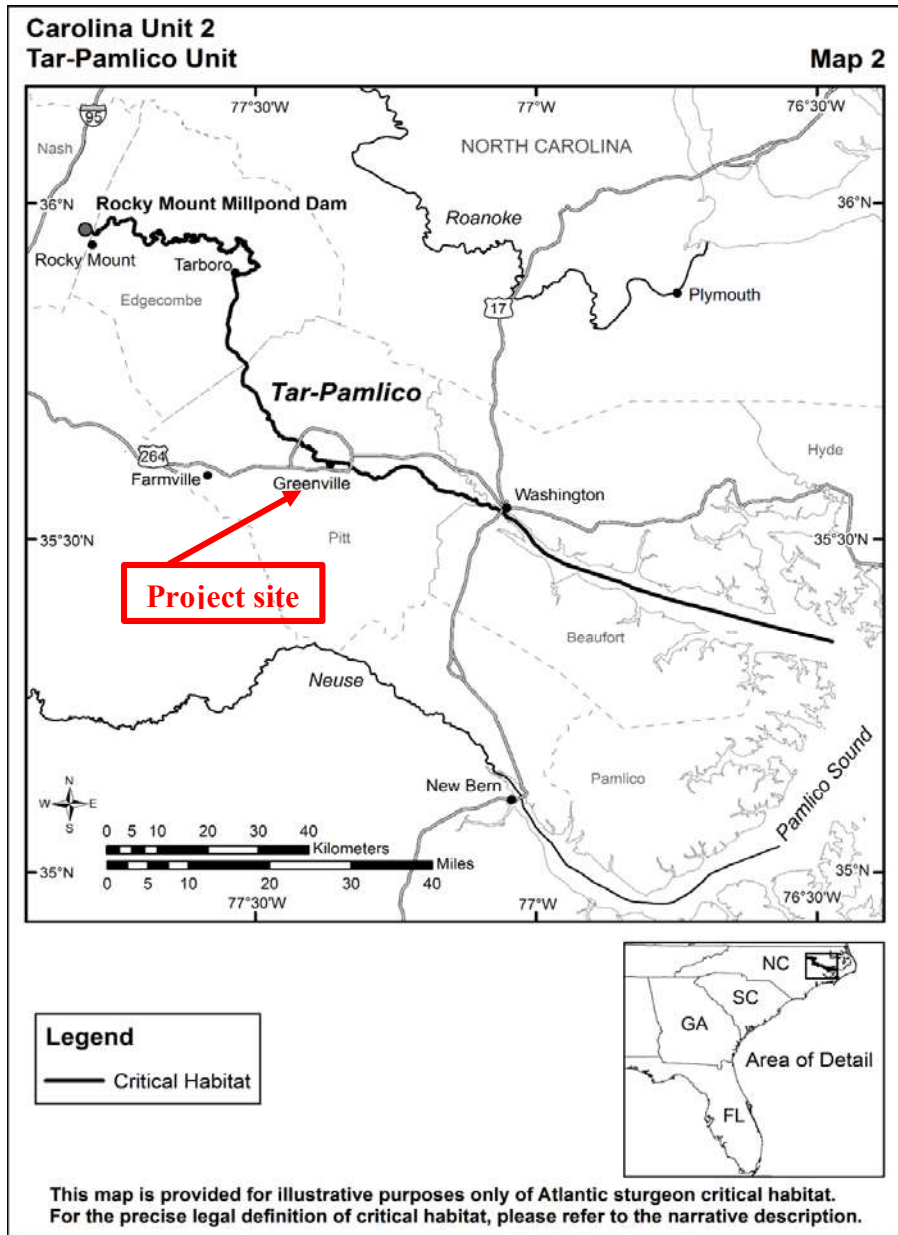 Carolina Unit 2
Tar-Pamlico Unit
Map 2
77°30'W
77°W
76°30'W
95
Nash
NORTH CAROLINA
36°N
36°N
Rocky Mount Millpond Dam
Roanoke
Rocky Mount
Tarboro
Edgecombe
17
Plymouth
Tar-Pamlico
Hyde
264
Farmville
Greenville
Washington
35°30'N
Pitt
35°30'N
Project site
Beaufort
Neuse
Pamlico
New Bern
Pamlico Sound
N
W E
S
0 5 10 20 30 40
Kilometers
Miles
0 5 10 20 30 40
35°N
35°N
77°30'W
77°W
76°30'W
NC
SC
GA
FL
Area of Detail
Legend
Critical Habitat
This map is provided for illustrative purposes only of Atlantic sturgeon critical habitat.
For the precise legal definition of critical habitat, please refer to the narrative description.